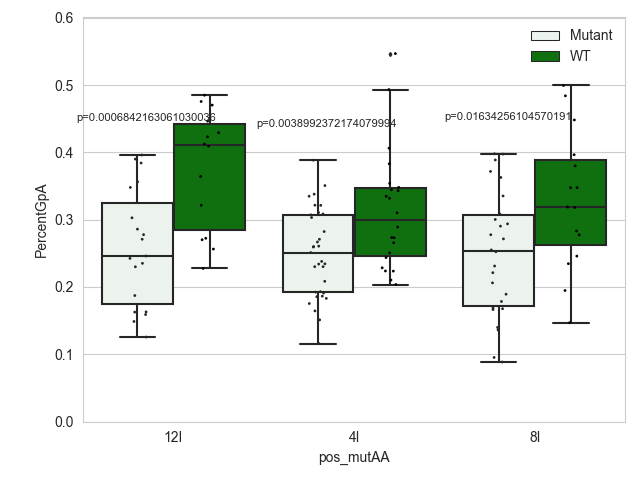 0.6
Mutant
WT
0.5
p=0.0006842163061030036
p=0.0038992372174079994
p=0.01634256104570191
0.4
PercentGpA
0.3
0.2
0.1
0.0
12I
4I
8I
pos_mutAA